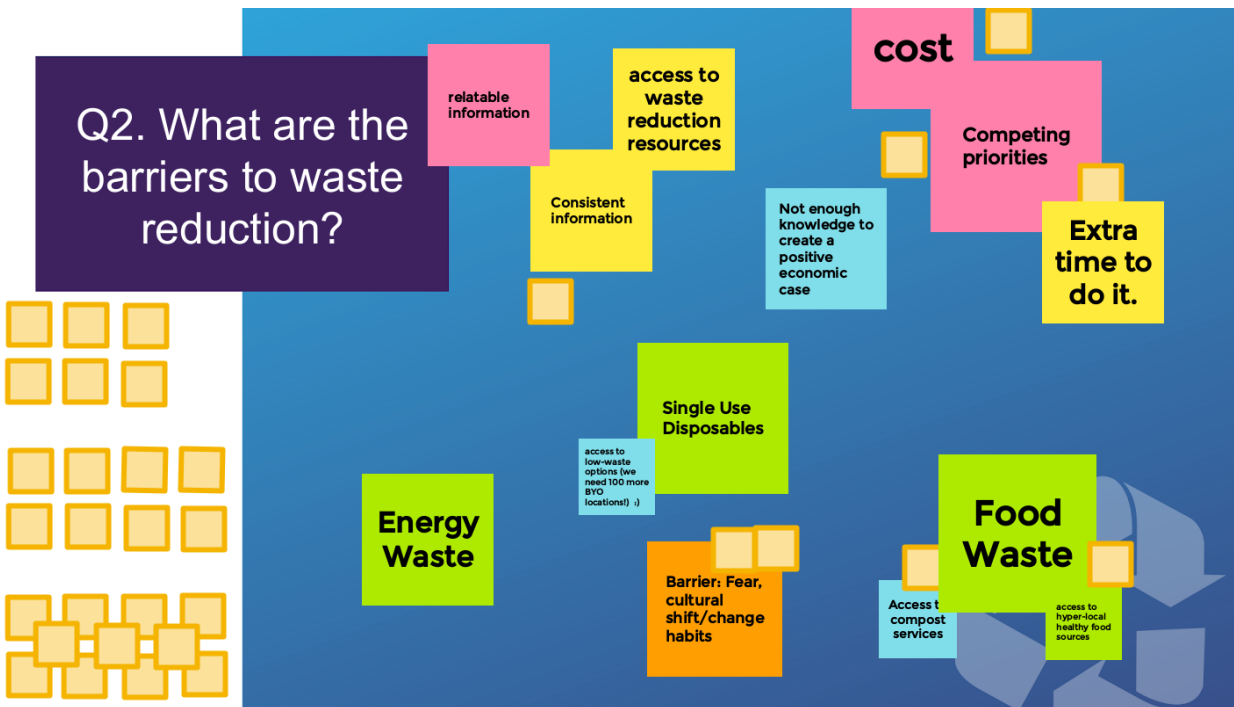 Q2. What are the
barriers to waste
reduction?
relatable
information
access to
waste
reduction
resources
Consistent
information
cost
Competing
priorities
Not enough
knowledge to
create a
positive
economic
case
Extra
time to
do it.
Single Use
Disposables
access to
low-waste
options (we
need 100 more
BYO
locations!) :)
Energy
Waste
Barrier: Fear,
cultural
shift/change
habits
Food
Waste
Access t
compost
services
access to
hyper-local
healthy food
sources